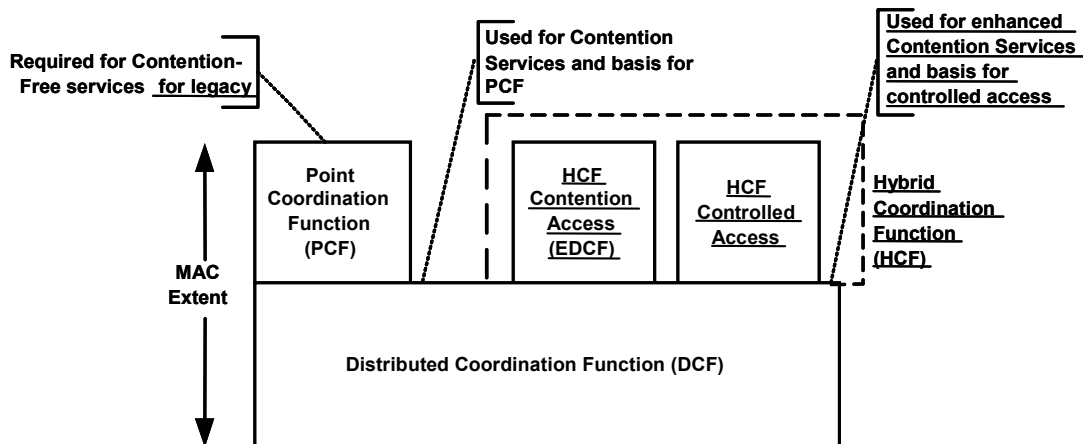 Required for Contention-
Free services for legacy
Used for Contention
Services and basis for
PCF
Used for enhanced
Contention Services
and basis for
controlled access
Point
Coordination
Function
(PCF)
HCF
Contention
Access
(EDCF)
HCF
Controlled
Access
Hybrid
Coordination
Function
(HCF)
MAC
Extent
Distributed Coordination Function (DCF)